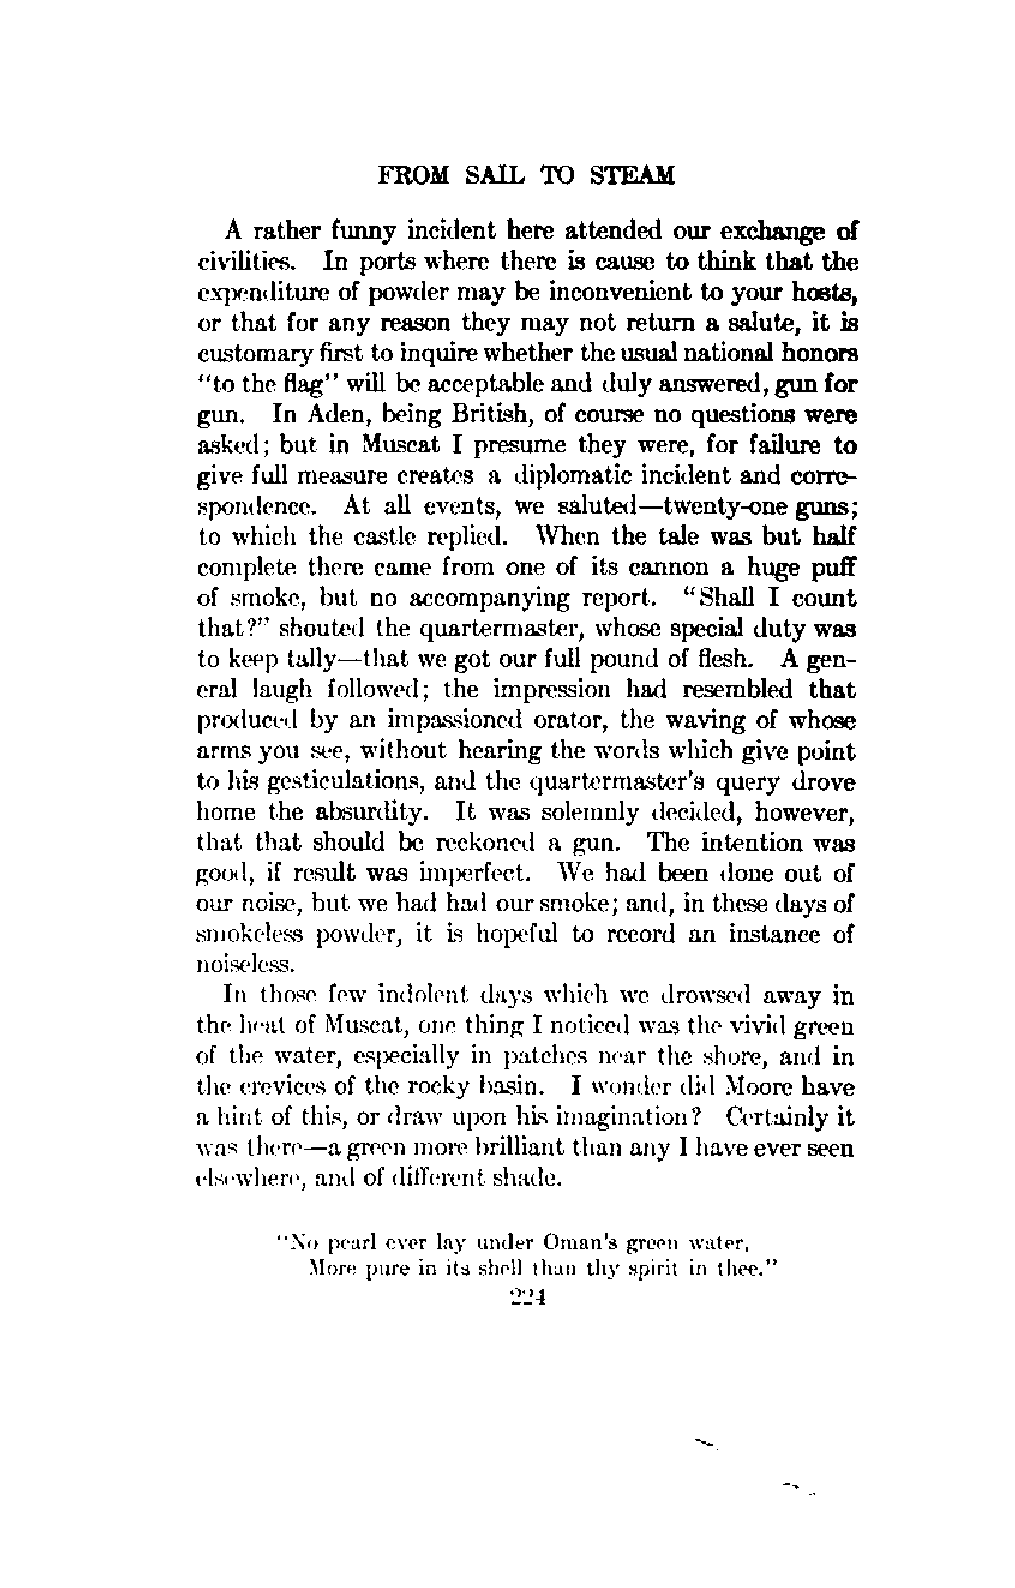 FROM SAIL TO STEAM
A rather funny incident here attended our exchange of
civilities. In ports where there is cause to think that the
expenditure of powder may be inconvenient to your hosts,
or that for any reason they may not return a salute, it is
customary first to inquire whether the usual national honors
"to the flag" will be acceptable and duly answered, gun for
gun. In Aden, being British, of course no questions were
asked; but in Muscat I presume they were, for failure to
give full measure creates a diplomatic incident and corre-
spondence. At all events, we saluted—twenty-one guns;
to which the castle replied. When the tale was but half
complete there came from one of its cannon a huge puff
of smoke, but no accompanying report. "Shall I count
that?" shouted the quartermaster, whose special duty was
to keep tally—that we got our full pound of flesh. A gen-
eral laugh followed; the impression had resembled that
produced by an impassioned orator, the waving of whose
arms you see, without hearing the words which give point
to his gesticulations, and the quartermaster's query drove
home the absurdity. It was solemnly decided, however,
that that should be reckoned a gun. The intention was
good, if result was imperfect. We had been done out of
our noise, but we had had our smoke; and, in these days of
smokeless powder, it is hopeful to record an instance of
noiseless.
In those few indolent days which we drowsed away in
the heat of Muscat, one thing I noticed was the vivid green
of the water, especially in patches near the shore, and in
the crevices of the rocky basin. I wonder did Moore have
a hint of this, or draw upon his imagination? Certainly it
was there—a green more brilliant than any I have ever seen
elsewhere, and of different shade.
"No pearl ever lay under Oman's green water,
More pure in its shell than thy spirit in thee."
224